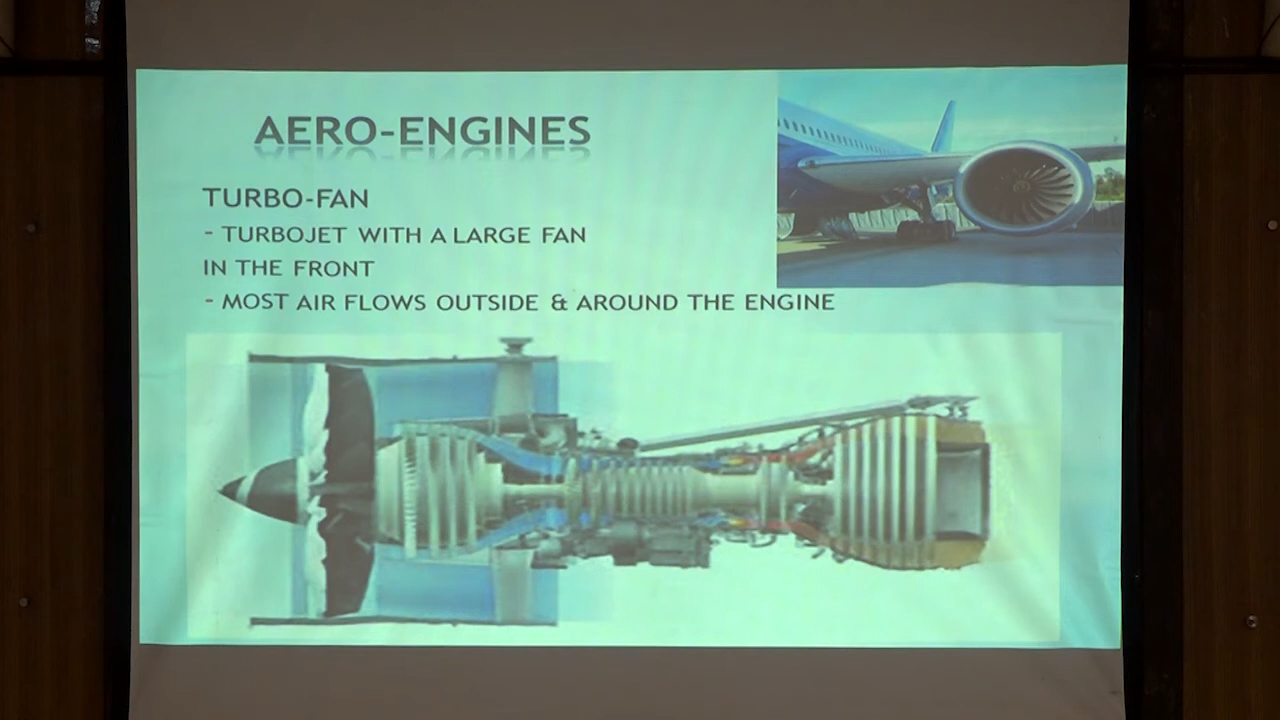 AERO-ENGINES
TURBO-FAN
- TURBOJET WITH A LARGE FAN
IN THE FRONT
- MOST AIR FLOWS OUTSIDE & AROUND THE ENGINE